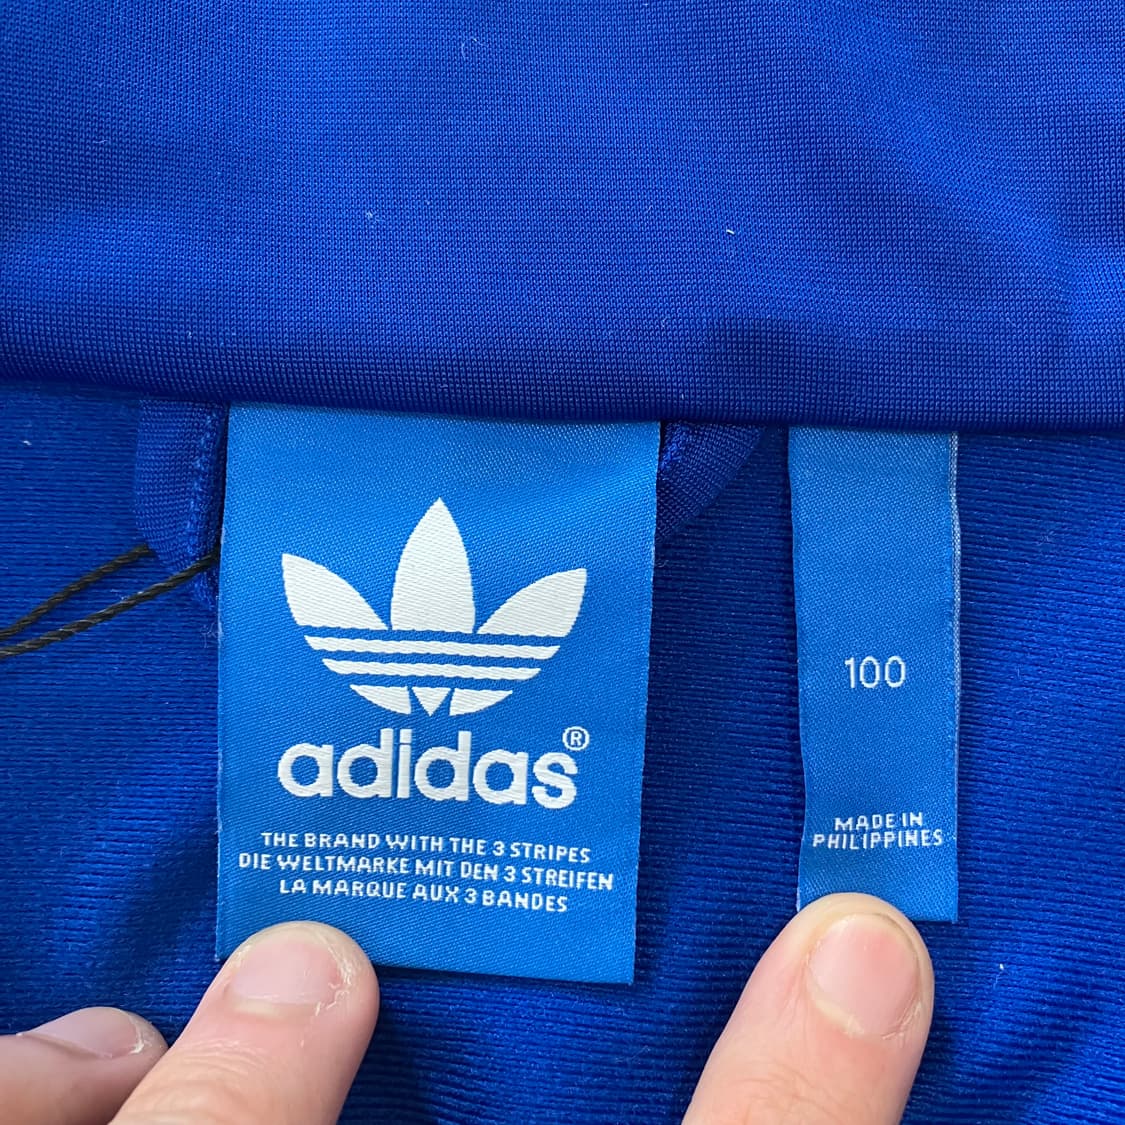 adidas®
THE BRAND WITH THE 3 STRIPES
DIE WELTMARKE MIT DEN 3 STREIFEN
LA MARQUE AUX 3 BANDES
100
MADE IN
PHILIPPINES